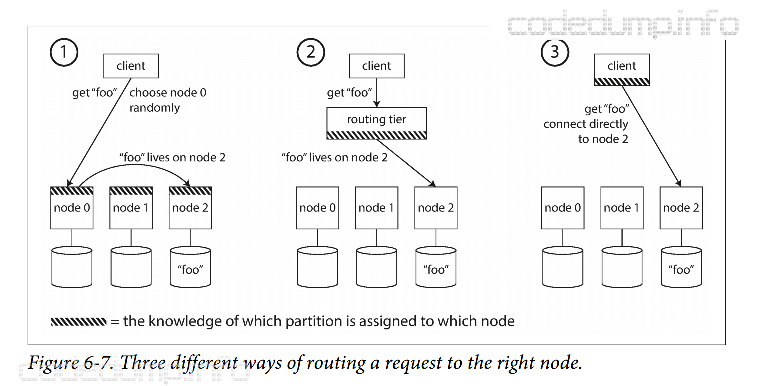 codedumpinfo
1
client
get "foo"
choose node 0
randomly
"foo" lives on node 2
node 0
node 1
node 2
"foo"
2
client
get "foo"
routing tier
"foo" lives on node 2
node 0
node 1
node 2
"foo"
3
client
get "foo"
connect directly
to node 2
node 0
node 1
node 2
"foo"
= the knowledge of which partition is assigned to which node
Figure 6-7. Three different ways of routing a request to the right node.
codedumpinfo